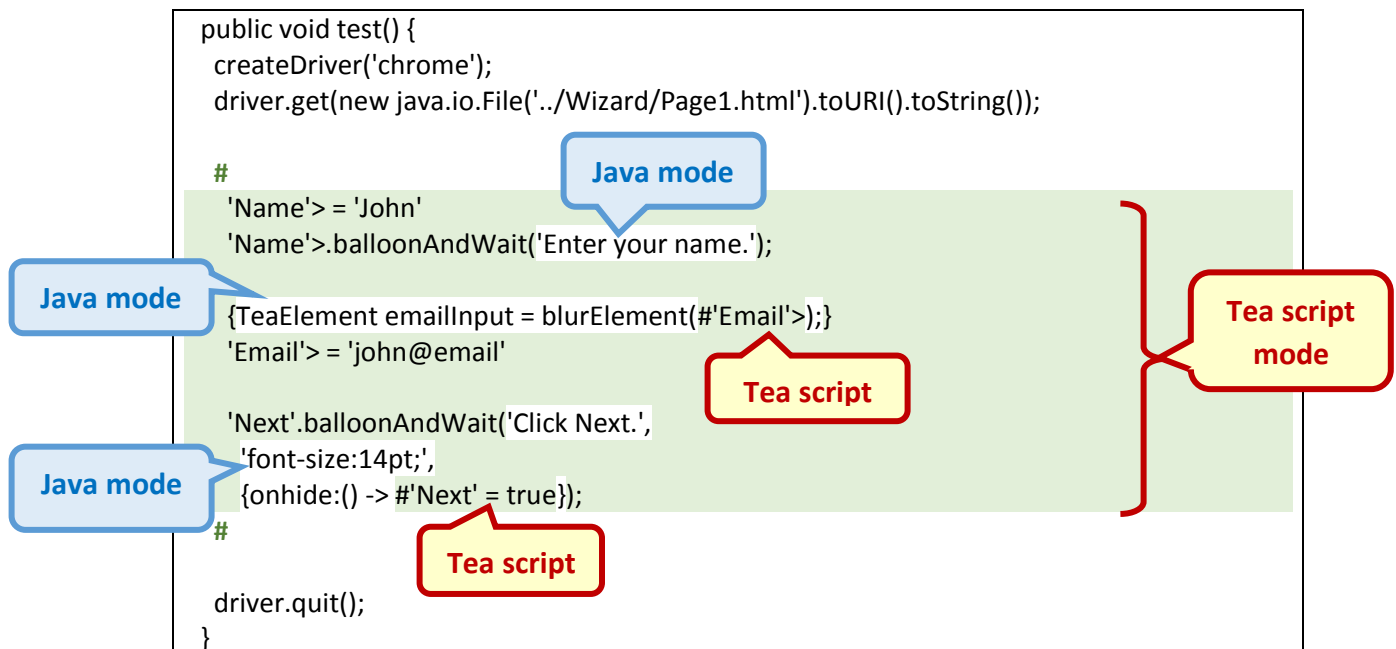 public void test() {
createDriver('chrome');
driver.get(new java.io.File('../Wizard/Page1.html').toURI().toString());
#
Java mode
'Name'> = 'John'
'Name'>.balloonAndWait('Enter your name.');
Java mode
{TeaElement emailInput = blurElement(#'Email'>);}
Tea script
mode
'Email'> = 'john@email'
Tea script
'Next'.balloonAndWait('Click Next.',
'font-size:14pt;',
Java mode
{onhide:() -> #'Next' = true});
#
Tea script
driver.quit();
}